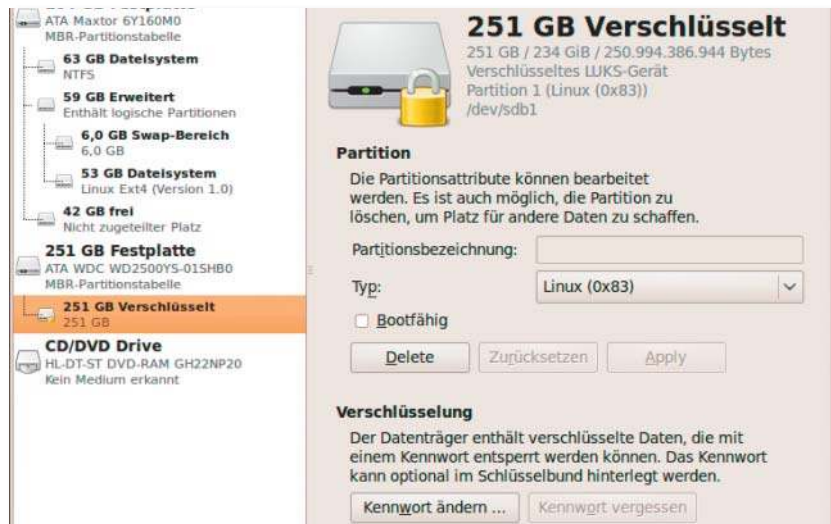 ATA Maxtor 6Y160M0
MBR-Partitionstabelle
63 GB Dateisystem
NTFS
59 GB Erweitert
Enthält logische Partitionen
6,0 GB Swap-Bereich
6,0 GB
53 GB Dateisystem
Linux Ext4 (Version 1.0)
42 GB frei
Nicht zugeteilter Platz
251 GB Festplatte
ATA WDC WD2500YS-01SHB0
MBR-Partitionstabelle
251 GB Verschlüsselt
251 GB
CD/DVD Drive
HL-DT-ST DVD-RAM GH22NP20
Kein Medium erkannt
251 GB Verschlüsselt
251 GB / 234 GiB / 250.994.386.944 Bytes
Verschlüsseltes LUKS-Gerät
Partition 1 (Linux (0x83))
/dev/sdb1
Partition
Die Partitionsattribute können bearbeitet
werden. Es ist auch möglich, die Partition zu
löschen, um Platz für andere Daten zu schaffen.
Partitionsbezeichnung:
Typ:
Linux (0x83)
Bootfähig
Delete
Zurücksetzen
Apply
Verschlüsselung
Der Datenträger enthält verschlüsselte Daten, die mit
einem Kennwort entsperrt werden können. Das Kennwort
kann optional im Schlüsselbund hinterlegt werden.
Kennwort ändern ...
Kennwort vergessen